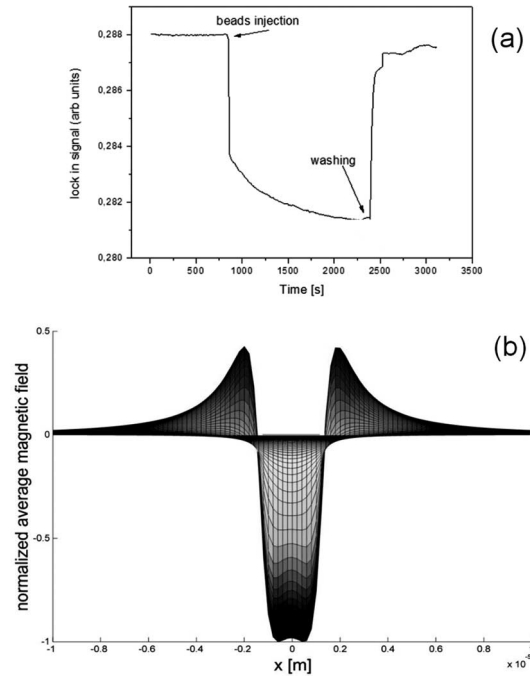 (a)
beads injection
washing
lock in signal (arb units)
0,288
0,286
0,284
0,282
0,280
0 500 1000 1500 2000 2500 3000 3500
Time [s]
(b)
normalized average magnetic field
0.5
0
-0.5
-1
-1 -0.8 -0.6 -0.4 -0.2 0 0.2 0.4 0.6 0.8
x [m]